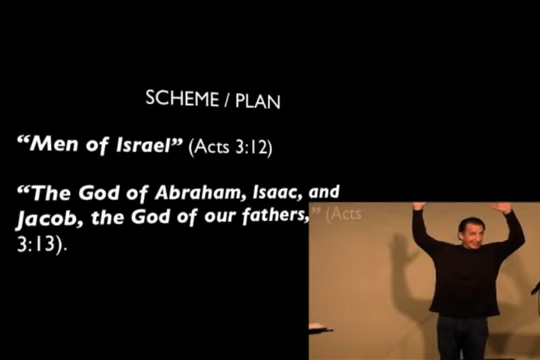 SCHEME / PLAN
“Men of Israel” (Acts 3:12)
“The God of Abraham, Isaac, and
Jacob, the God of our fathers,” (Acts
3:13).